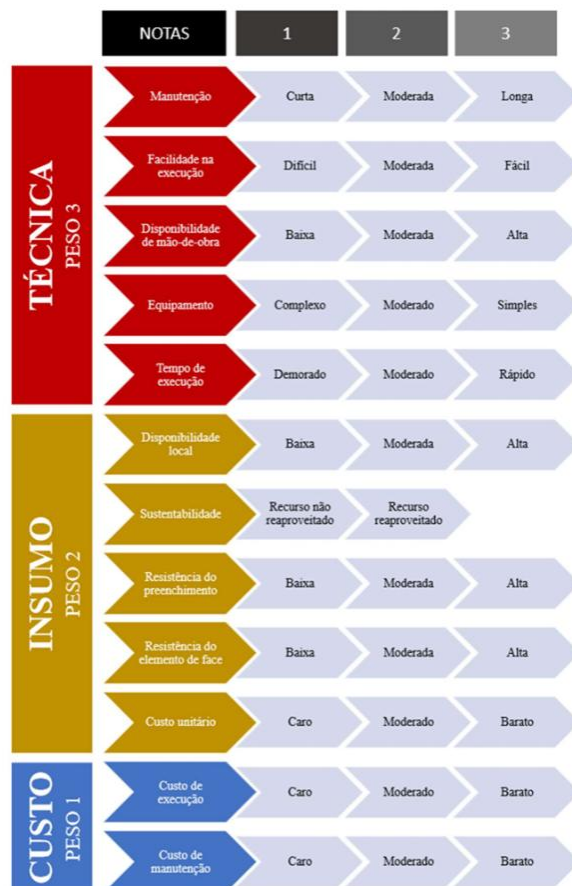 NOTAS 1 2 3
TÉCNICA
PESO 3
Manutenção Curta Moderada Longa
Facilidade na
execução Difícil Moderada Fácil
Disponibilidade
de mão-de-obra Baixa Moderada Alta
Equipamento Complexo Moderado Simples
Tempo de
execução Demorado Moderado Rápido
INSUMO
PESO 2
Disponibilidade
local Baixa Moderada Alta
Sustentabilidade Recurso não
reaproveitado Recurso
reaproveitado
Resistência do
preenchimento Baixa Moderada Alta
Resistência do
elemento de face Baixa Moderada Alta
Custo unitário Caro Moderado Barato
CUSTO
PESO 1
Custo de
execução Caro Moderado Barato
Custo de
manutenção Caro Moderado Barato